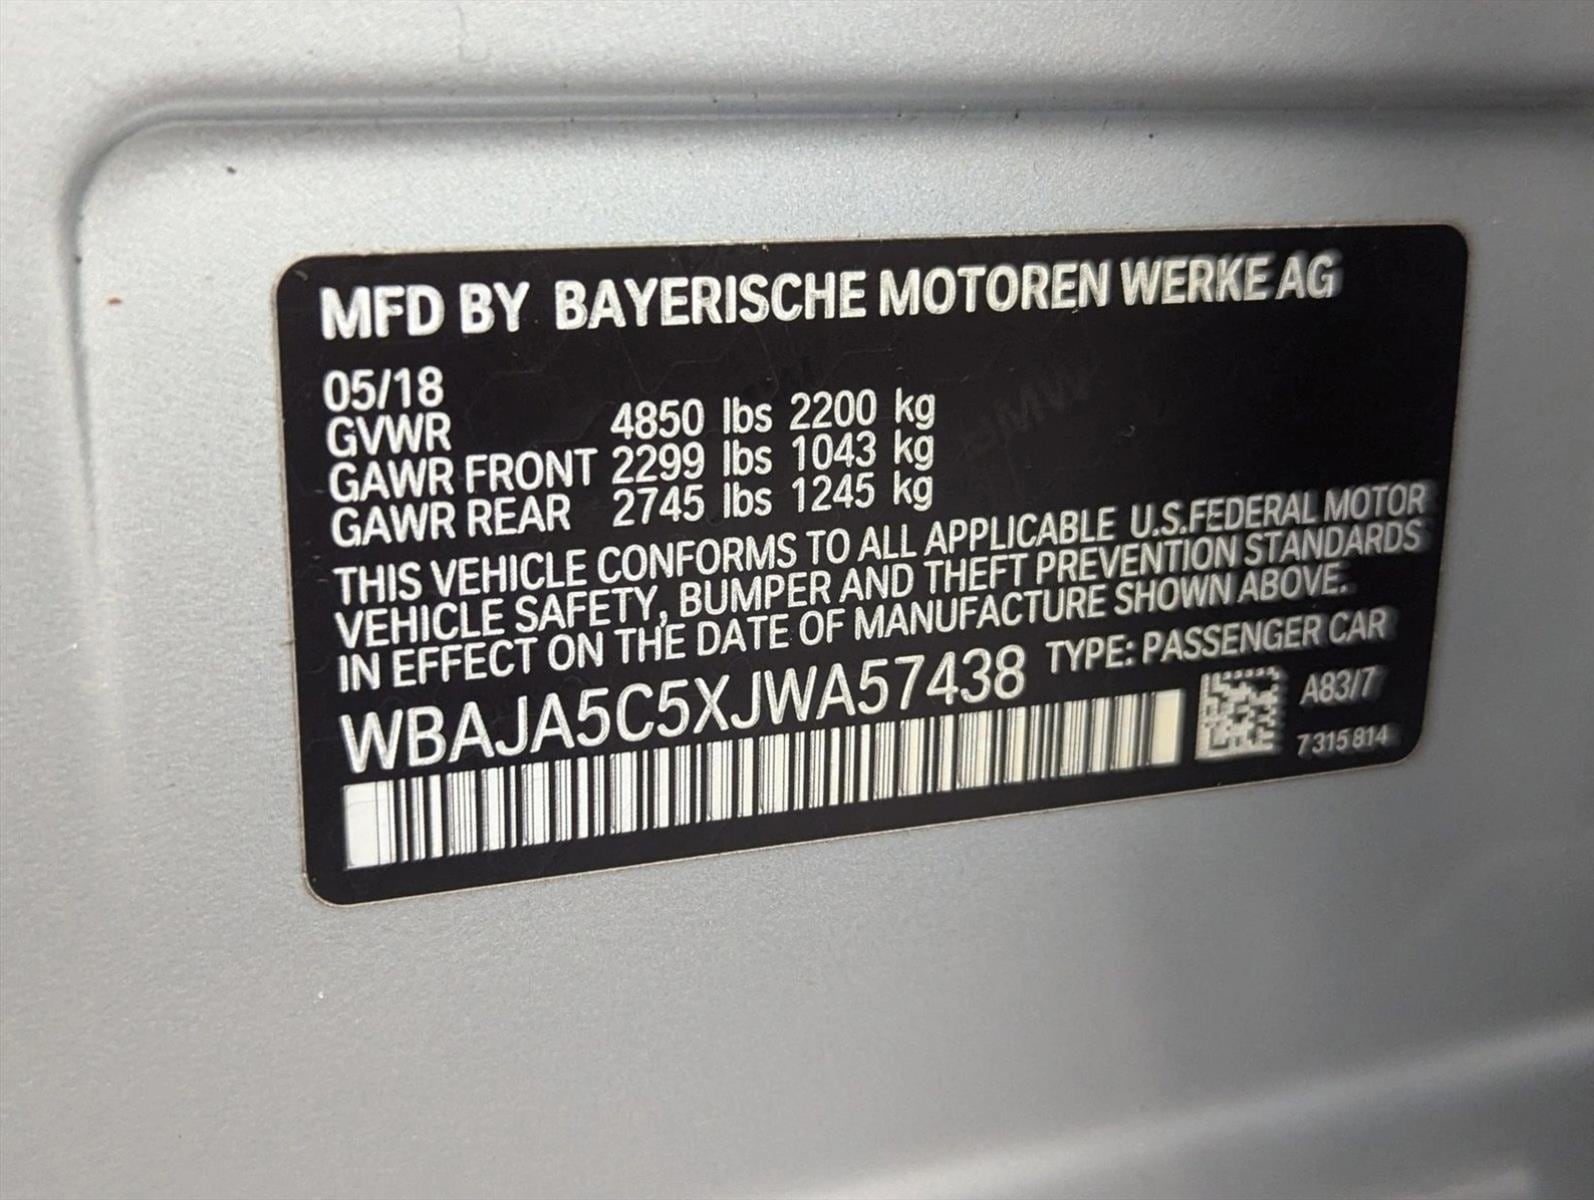 MFD BY BAYERISCHE MOTOREN WERKE AG
05/18
GVWR 4850 lbs 2200 kg
GAWR FRONT 2299 lbs 1043 kg
GAWR REAR 2745 lbs 1245 kg
THIS VEHICLE CONFORMS TO ALL APPLICABLE U.S.FEDERAL MOTOR
VEHICLE SAFETY, BUMPER AND THEFT PREVENTION STANDARDS
IN EFFECT ON THE DATE OF MANUFACTURE SHOWN ABOVE.
WBAJA5C5XJWA57438 TYPE: PASSENGER CAR
A83/7
7 315 814
BMW